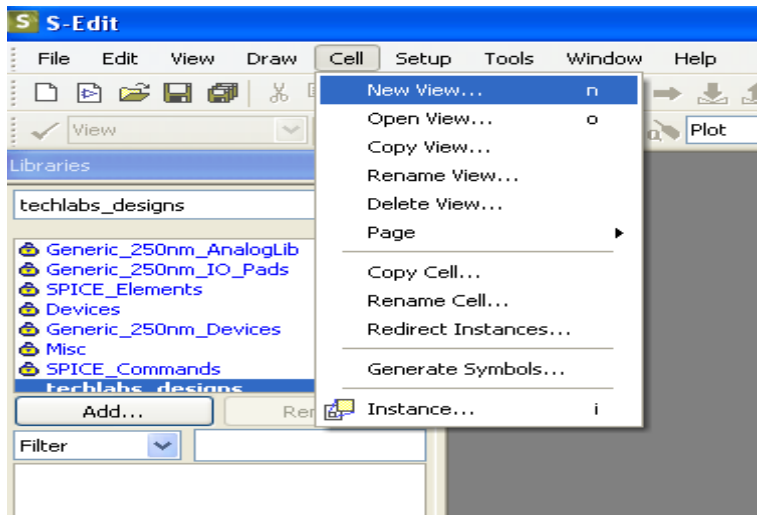 S S-Edit
File Edit View Draw Cell Setup Tools Window Help
View
Plot
Libraries
techlabs_designs
Generic_250nm_AnalogLib
Generic_250nm_IO_Pads
SPICE_Elements
Devices
Generic_250nm_Devices
Misc
SPICE_Commands
techlabs_designs
Add...
Filter
New View... n
Open View... o
Copy View...
Rename View...
Delete View...
Page
Copy Cell...
Rename Cell...
Redirect Instances...
Generate Symbols...
Instance... i